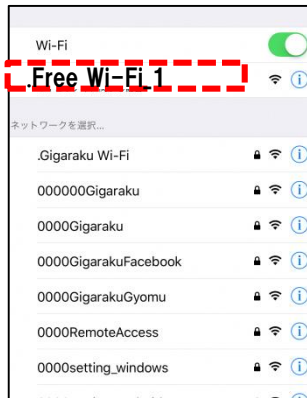 Wi-Fi
.Free Wi-Fi_1
ネットワークを選択...
.Gigaraku Wi-Fi
000000Gigaraku
0000Gigaraku
0000GigarakuFacebook
0000GigarakuGyomu
0000RemoteAccess
0000setting_windows